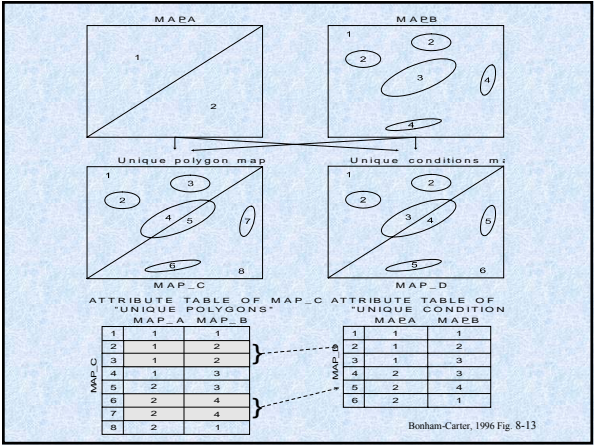 MAPA MAPB
1
2
1
2
2
3
4
4
Unique polygon map Unique conditions ma
1
2
3
4
5
6
7
8
1
2
2
3
4
5
5
6
MAP_C MAP_D
ATTRIBUTE TABLE OF MAP_C ATTRIBUTE TABLE OF
"UNIQUE POLYGONS" "UNIQUE CONDITION
MAP_A MAP_B MAPA MAPB
MAP_C
1 1 1
2 1 2
3 1 2
4 1 3
5 2 3
6 2 4
7 2 4
8 2 1
MAP_D
1 1 1
2 1 2
3 1 3
4 2 3
5 2 4
6 2 1
Bonham-Carter, 1996 Fig. 8-13